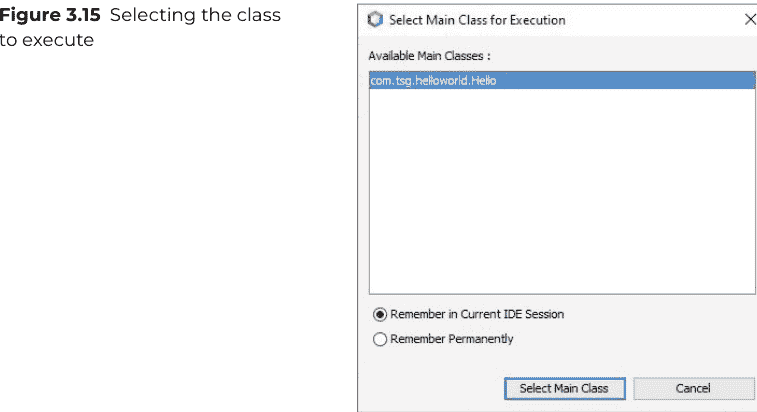 Figure 3.15 Selecting the class
to execute
Select Main Class for Execution
Available Main Classes :
com.tsg.helloworld.Hello
Remember in Current IDE Session
Remember Permanently
Select Main Class
Cancel